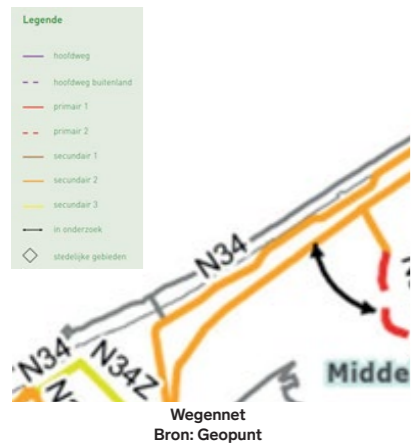 Legende
hoofdweg
hoofdweg buitenland
primair 1
primair 2
secundair 1
secundair 2
secundair 3
in onderzoek
stedelijke gebieden
N34
N34
N34Z
Midde
Wegennet
Bron: Geopunt